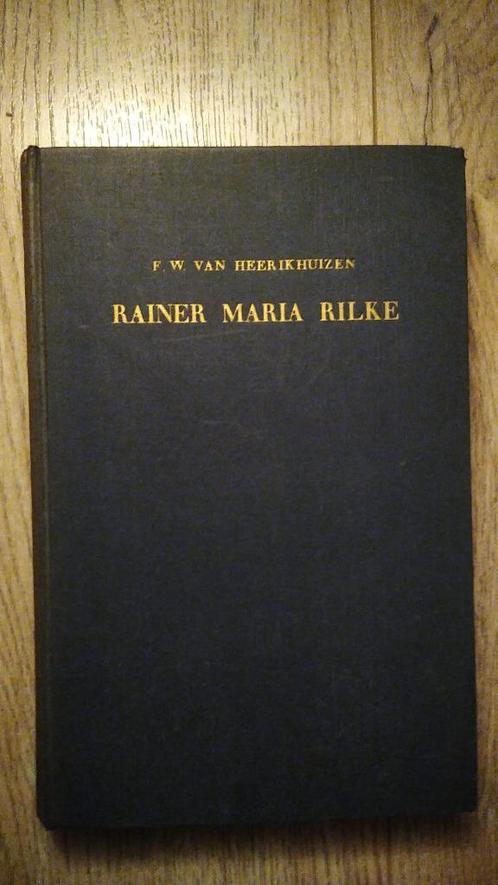 F. W. VAN HEERIKHUIZEN
RAINER MARIA RILKE